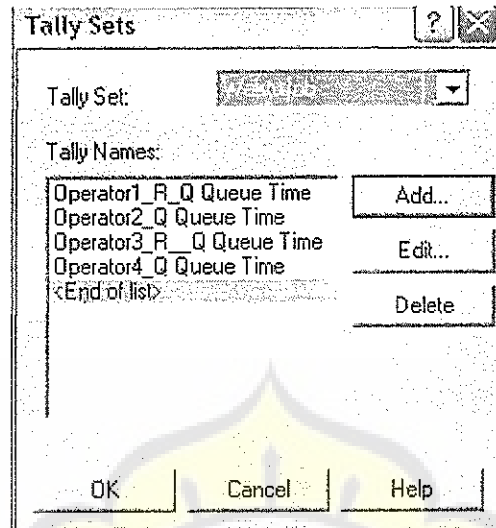 Tally Sets
?
Tally Set:
Tally Names:
Operator1_R_Q Queue Time
Operator2_Q Queue Time
Operator3_R__Q Queue Time
Operator4_Q Queue Time
<End of list>
Add...
Edit...
Delete
OK
Cancel
Help